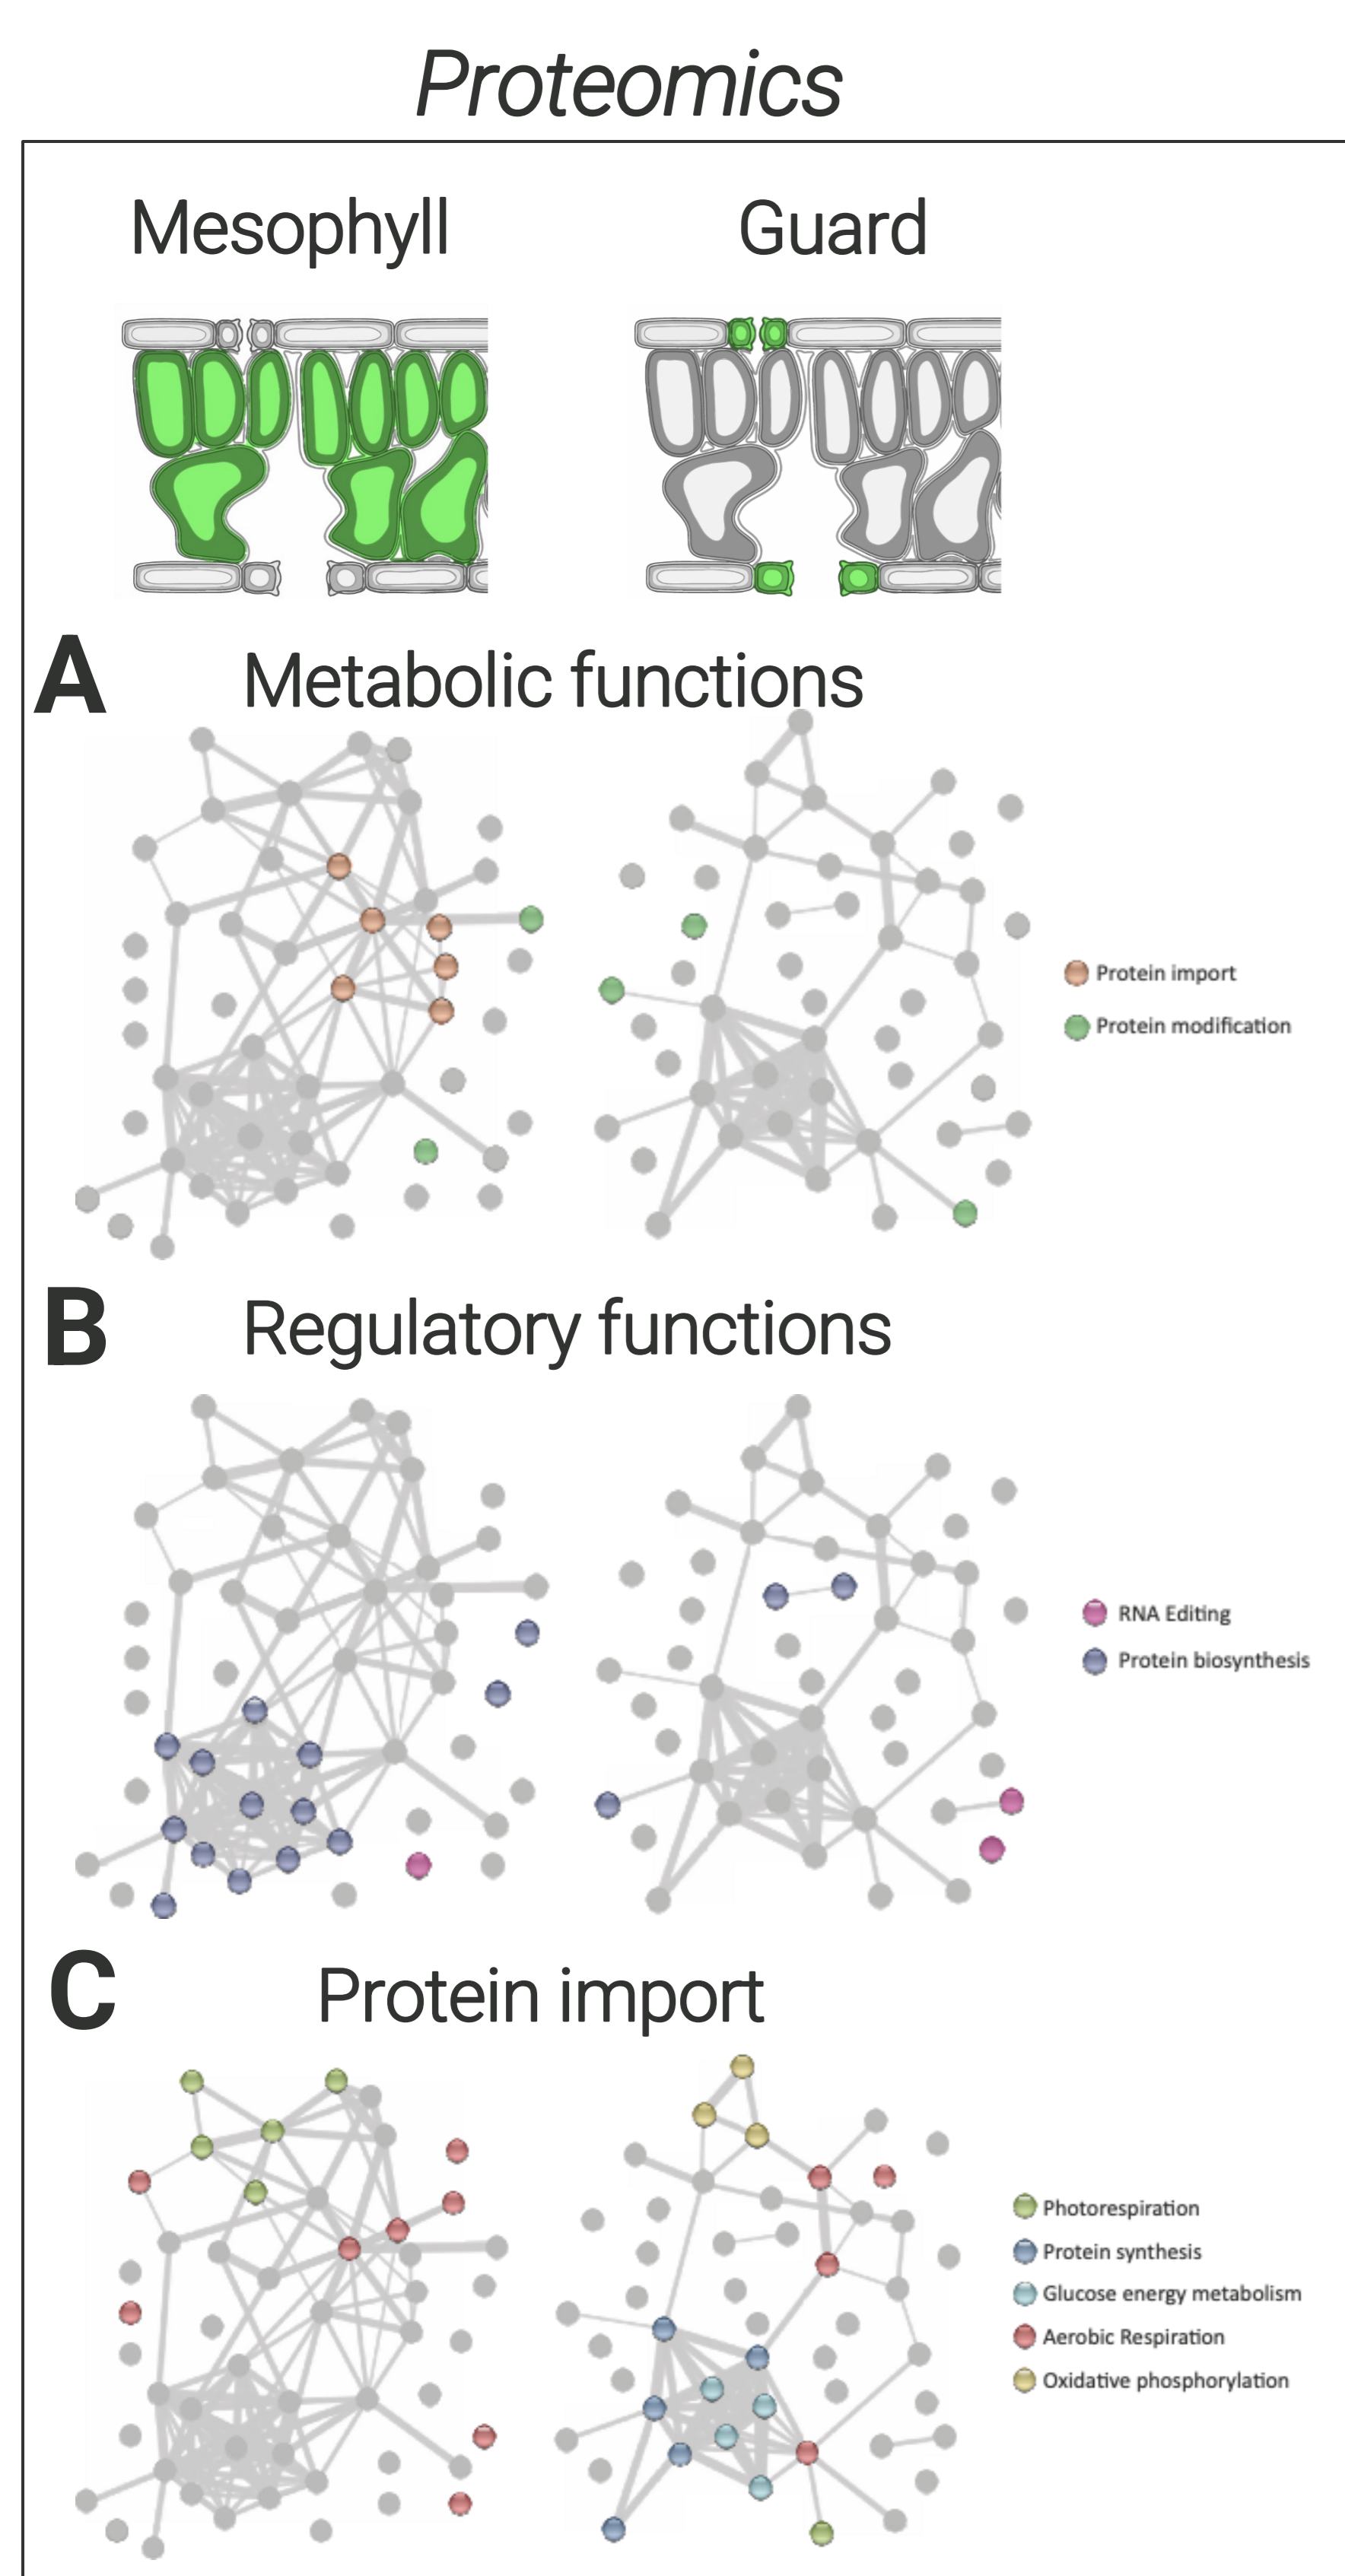 Proteomics
Mesophyll
Guard
A
Metabolic functions
Protein import
Protein modification
B
Regulatory functions
RNA Editing
Protein biosynthesis
C
Protein import
Photorespiration
Protein synthesis
Glucose energy metabolism
Aerobic Respiration
Oxidative phosphorylation